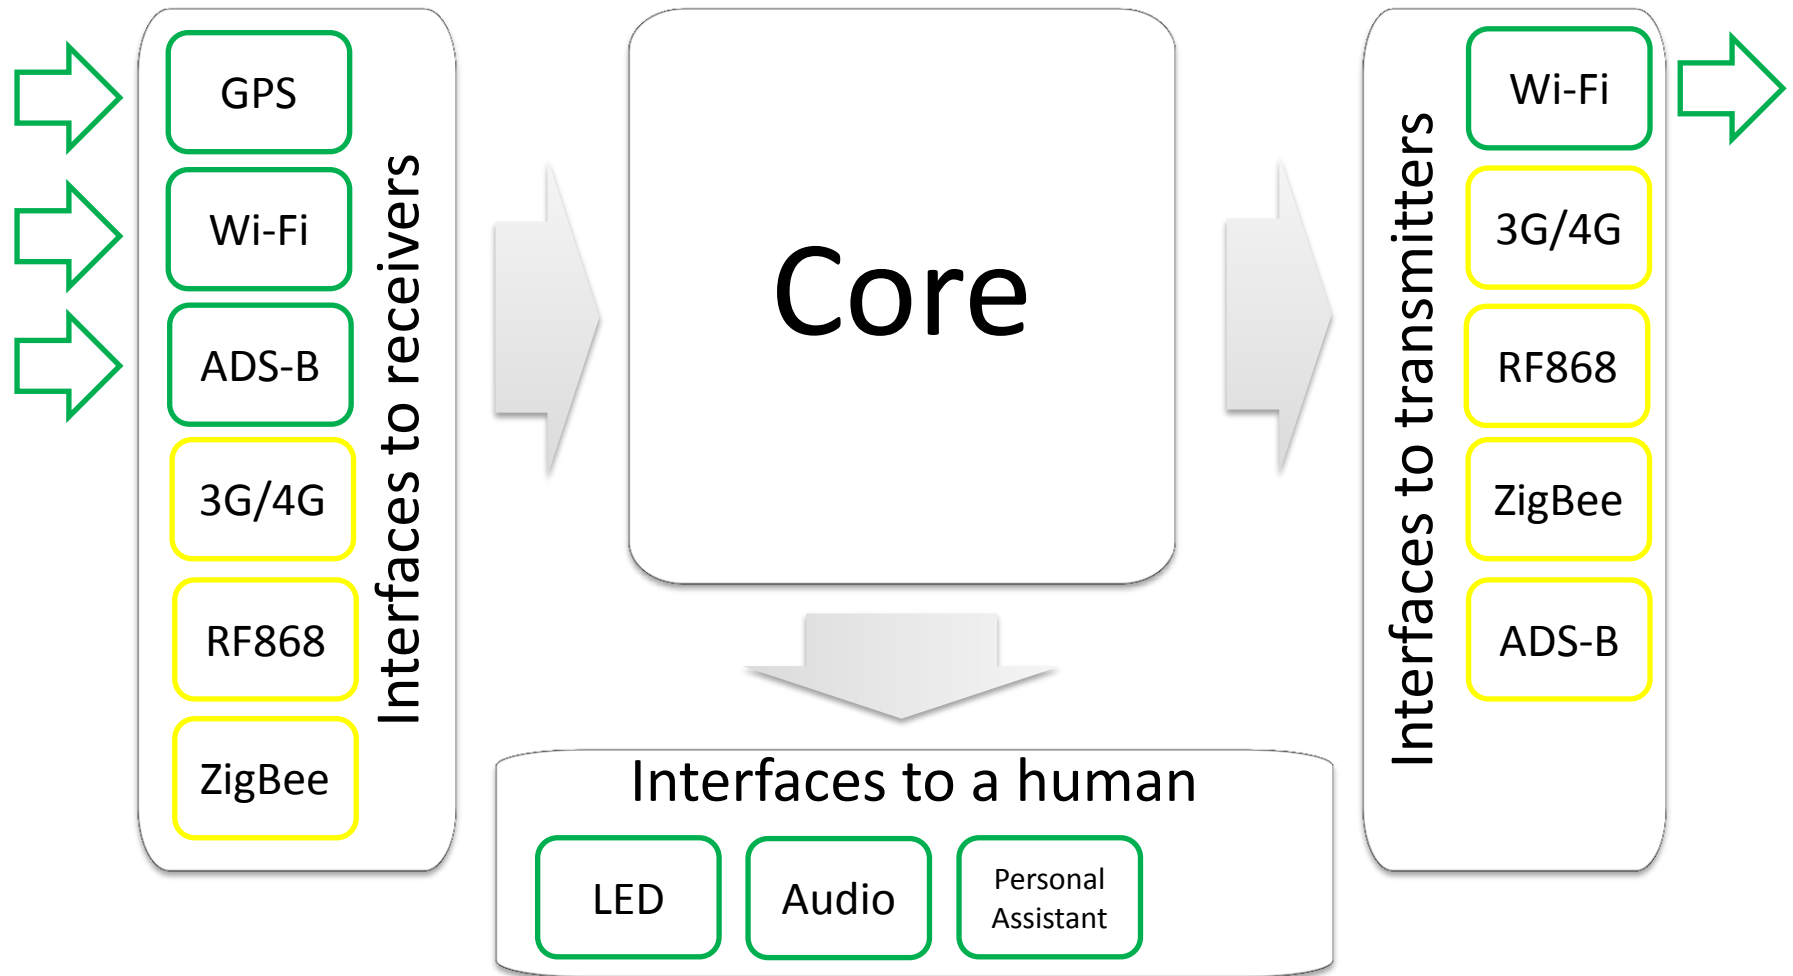 GPS
Wi-Fi
ADS-B
3G/4G
RF868
ZigBee
Interfaces to receivers
Core
Interfaces to a human
LED
Audio
Personal
Assistant
Interfaces to transmitters
Wi-Fi
3G/4G
RF868
ZigBee
ADS-B